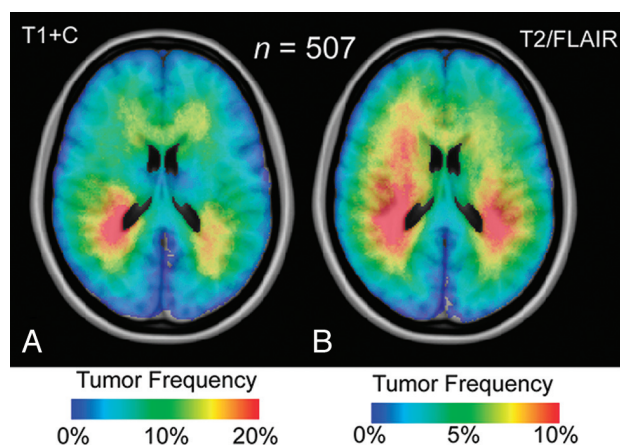 T1+C
n = 507
T2/FLAIR
A
B
Tumor Frequency
0% 10% 20%
Tumor Frequency
0% 5% 10%